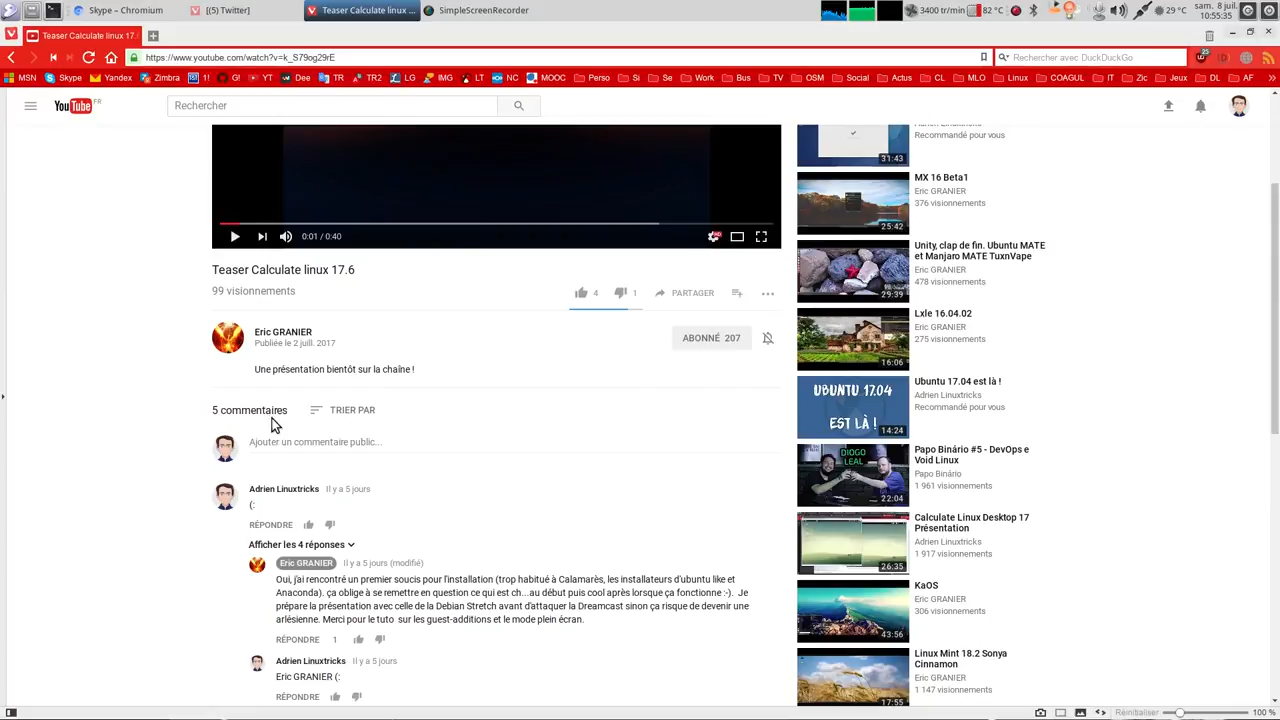 Skype - Chromium
[(5) Twitter]
Teaser Calculate linux ...
SimpleScreenRecorder
3400 tr/min
82 °C
29 °C
sam. 8 juil.
10:55:35
Teaser Calculate linux 17.6
https://www.youtube.com/watch?v=k_S79og29rE
Rechercher avec DuckDuckGo
25
MSN
Skype
Yandex
Zimbra
1!
G!
YT
Dee
TR
TR2
LG
IMG
LT
NC
MOOC
Perso
Si
Se
Work
Bus
TV
OSM
Social
Actus
CL
MLO
Linux
COAGUL
IT
Zic
Jeux
DL
AF
YouTube FR
Rechercher
0:01 / 0:40
HD
Teaser Calculate linux 17.6
99 visionnements
4
1
PARTAGER
Eric GRANIER
Publiée le 2 juill. 2017
ABONNÉ 207
Une présentation bientôt sur la chaîne !
5 commentaires
TRIER PAR
Ajouter un commentaire public...
Adrien Linuxtricks Il y a 5 jours
(:
RÉPONDRE
Afficher les 4 réponses
Eric GRANIER Il y a 5 jours (modifié)
Oui, j'ai rencontré un premier soucis pour l'installation (trop habitué à Calamarès, les installateurs d'ubuntu like et
Anaconda). ça oblige à se remettre en question ce qui est ch...au début puis cool après lorsque ça fonctionne :-). Je
prépare la présentation avec celle de la Debian Stretch avant d'attaquer la Dreamcast sinon ça risque de devenir une
arlésienne. Merci pour le tuto sur les guest-additions et le mode plein écran.
RÉPONDRE 1
Adrien Linuxtricks Il y a 5 jours
Eric GRANIER (:
RÉPONDRE
Adrien Linuxtricks
Recommandé pour vous
31:43
MX 16 Beta1
Eric GRANIER
376 visionnements
25:42
Unity, clap de fin. Ubuntu MATE
et Manjaro MATE TuxnVape
Eric GRANIER
478 visionnements
29:39
Lxle 16.04.02
Eric GRANIER
275 visionnements
16:06
UBUNTU 17.04
EST LÀ !
14:24
Ubuntu 17.04 est là !
Adrien Linuxtricks
Recommandé pour vous
DIOGO
LEAL
22:04
Papo Binário #5 - DevOps e
Void Linux
Papo Binário
1 961 visionnements
26:35
Calculate Linux Desktop 17
Présentation
Adrien Linuxtricks
1 917 visionnements
43:56
KaOS
Eric GRANIER
306 visionnements
17:55
Linux Mint 18.2 Sonya
Cinnamon
Eric GRANIER
1 147 visionnements
Réinitialiser
100 %